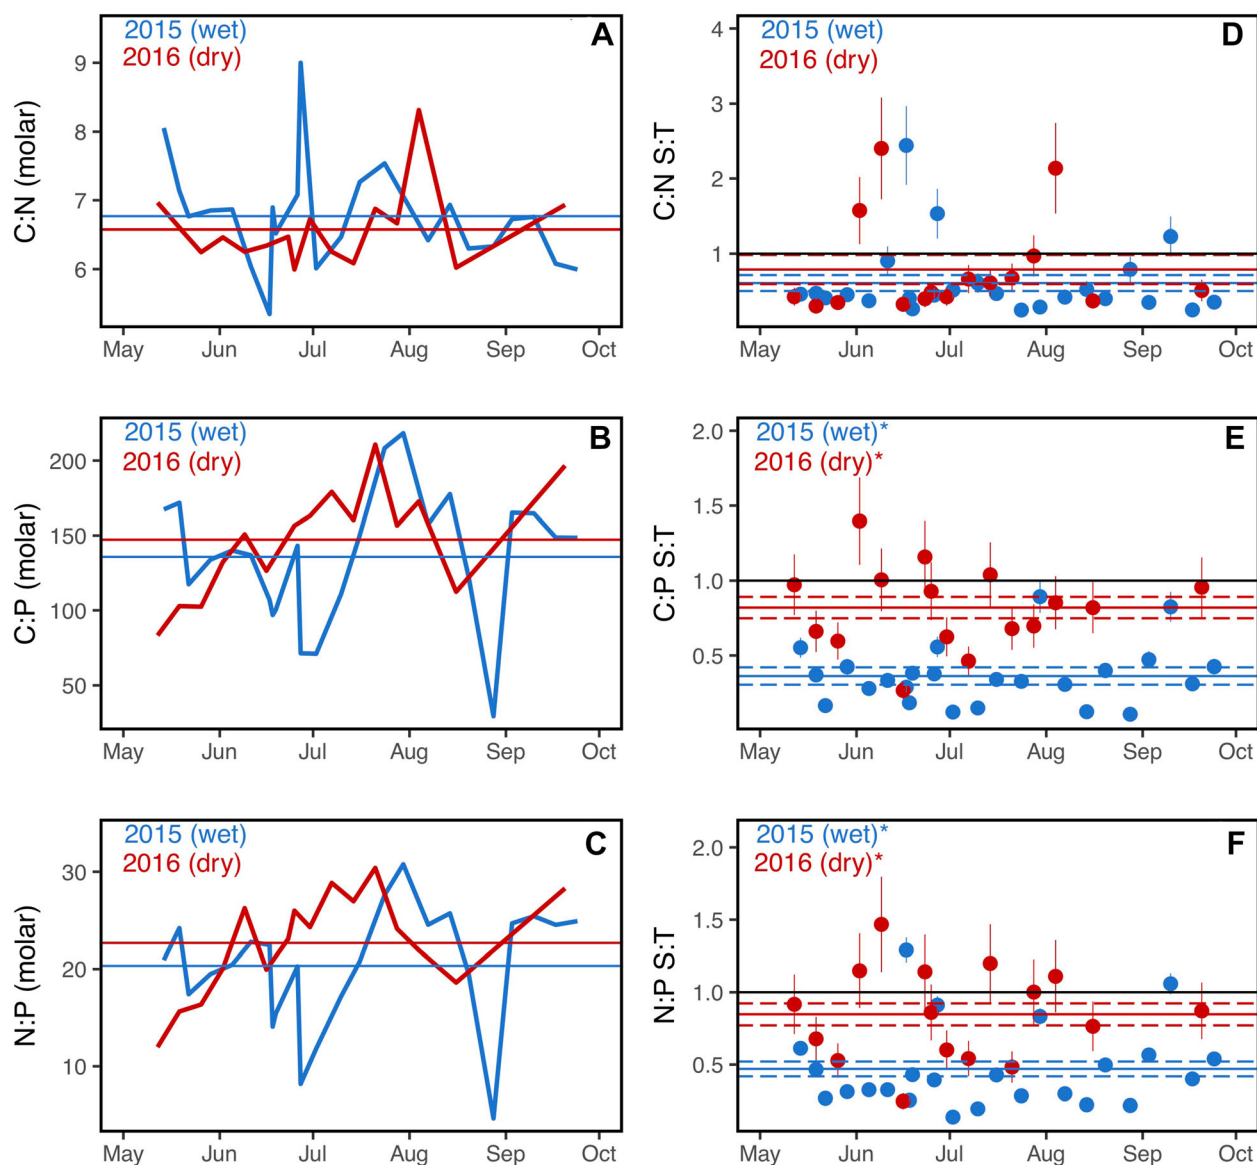 2015 (wet)
2016 (dry)
A
C:N (molar)
9
8
7
6
May Jun Jul Aug Sep Oct
2015 (wet)
2016 (dry)
D
C:N S:T
4
3
2
1
May Jun Jul Aug Sep Oct
2015 (wet)
2016 (dry)
B
C:P (molar)
200
150
100
50
May Jun Jul Aug Sep Oct
2015 (wet)*
2016 (dry)*
E
C:P S:T
2.0
1.5
1.0
0.5
May Jun Jul Aug Sep Oct
2015 (wet)
2016 (dry)
C
N:P (molar)
30
20
10
May Jun Jul Aug Sep Oct
2015 (wet)*
2016 (dry)*
F
N:P S:T
2.0
1.5
1.0
0.5
May Jun Jul Aug Sep Oct